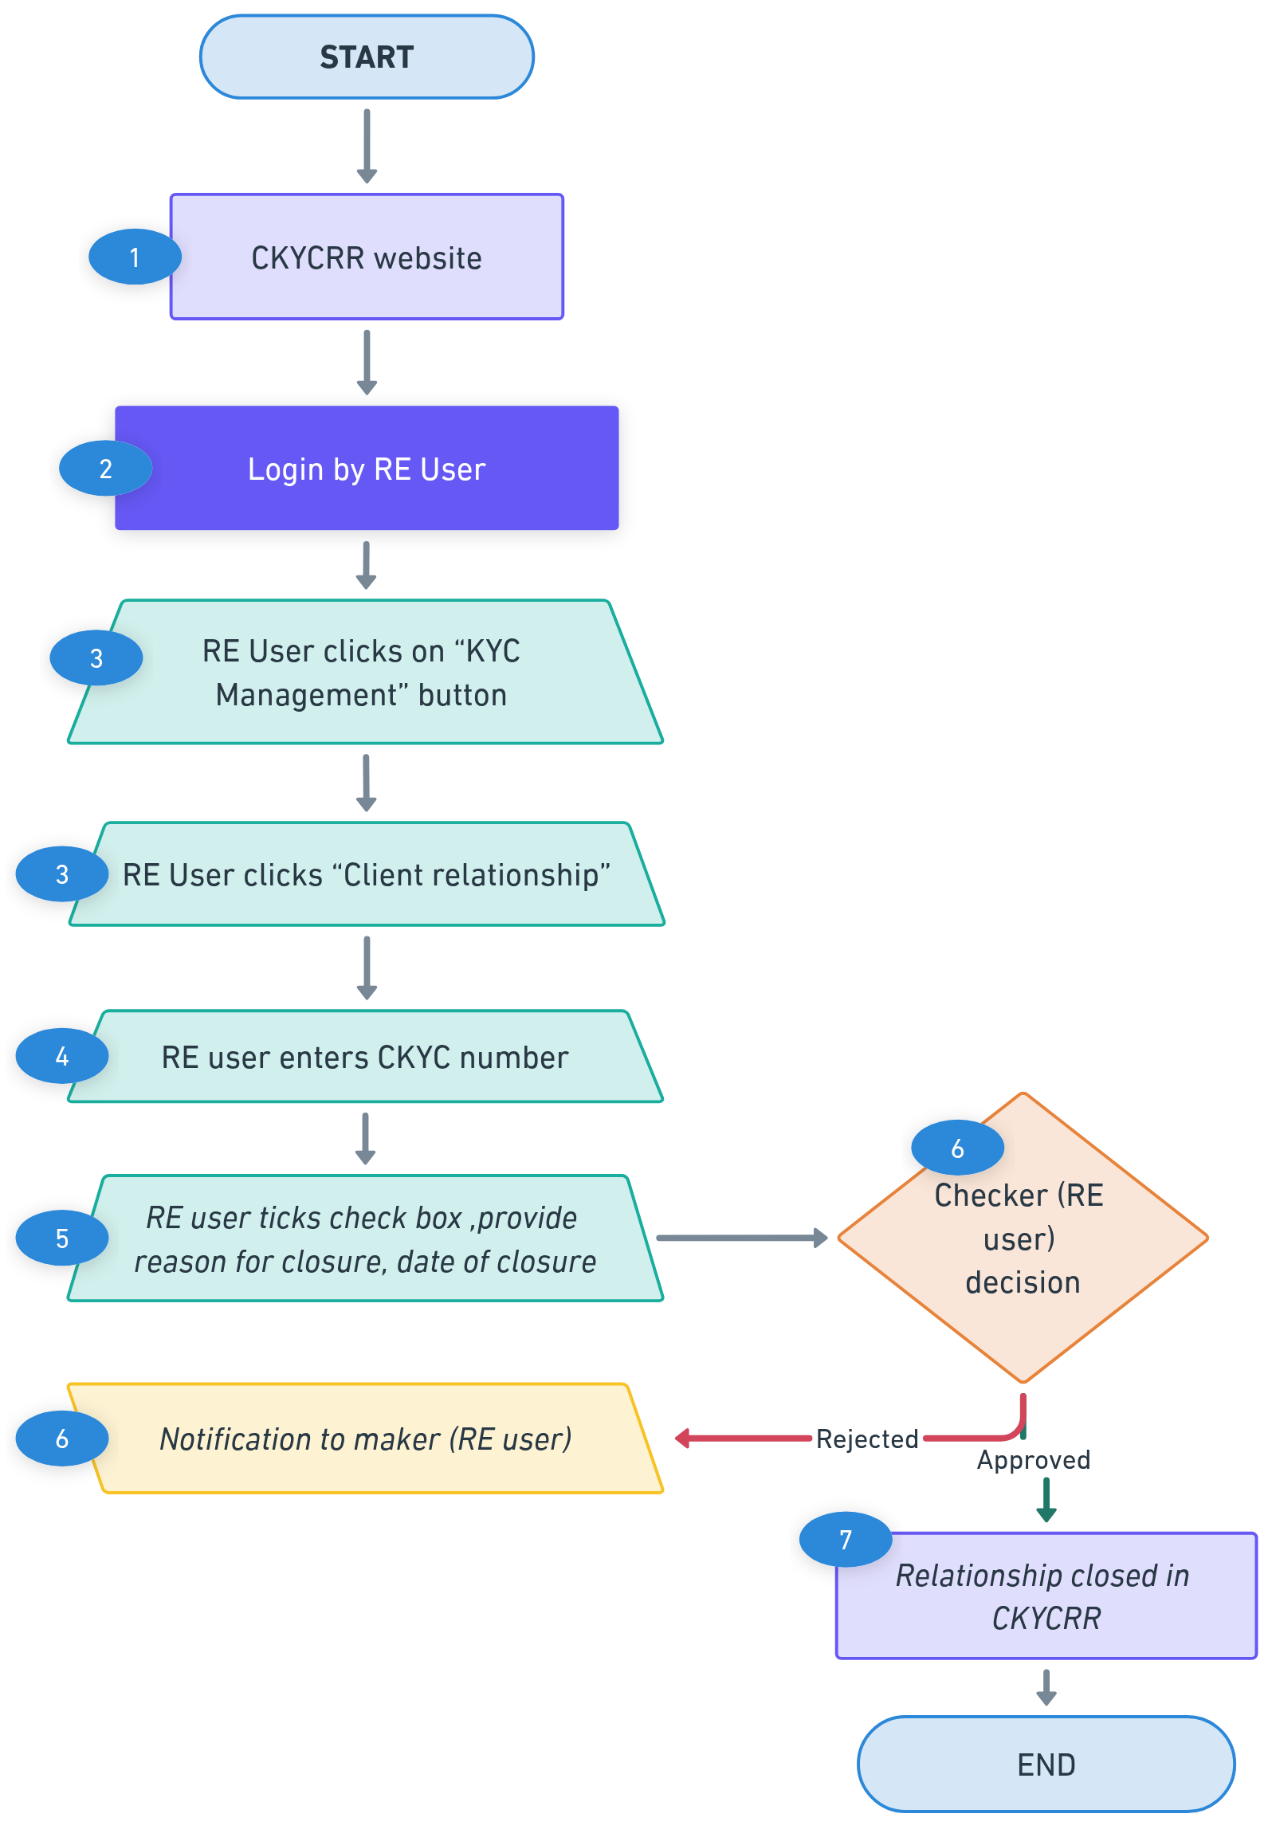 START
1
CKYCRR website
2
Login by RE User
3
RE User clicks on “KYC
Management” button
3
RE User clicks “Client relationship”
4
RE user enters CKYC number
5
RE user ticks check box ,provide
reason for closure, date of closure
6
Checker (RE
user)
decision
6
Notification to maker (RE user)
Rejected
Approved
7
Relationship closed in
CKYCRR
END